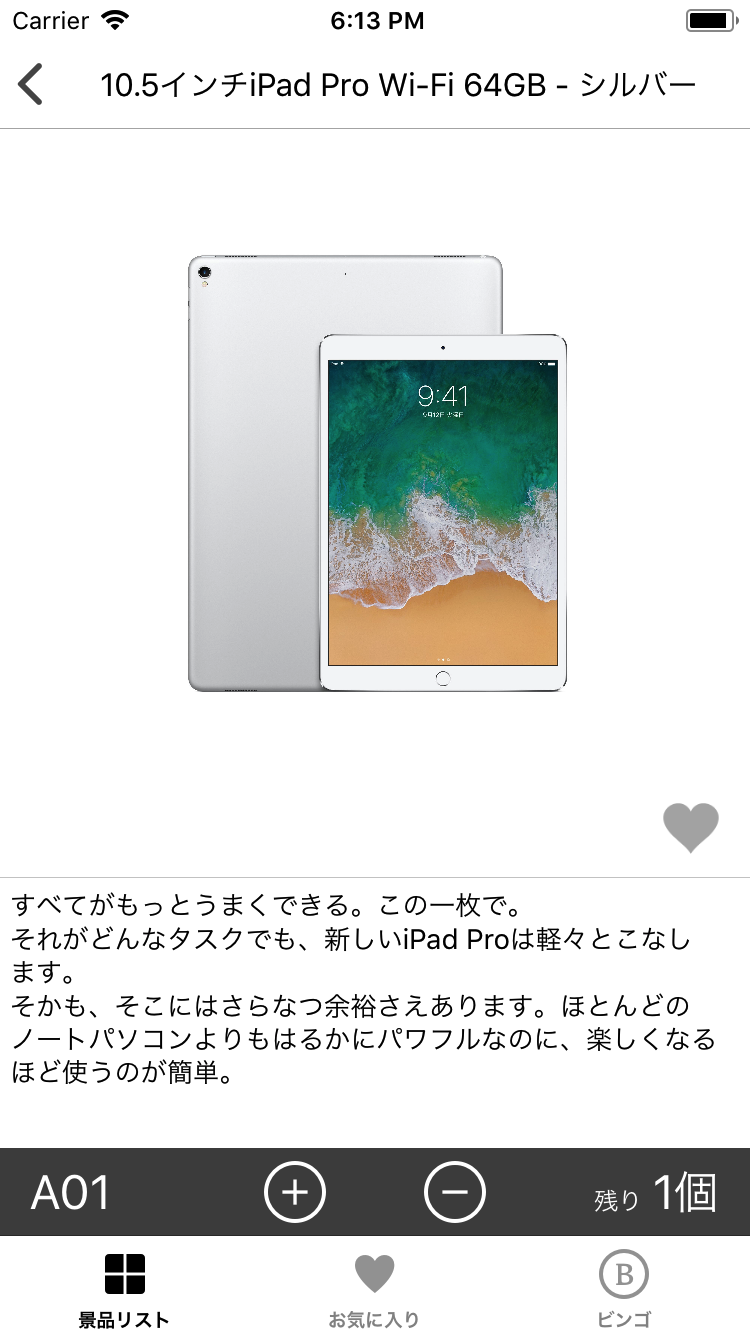 Carrier 6:13 PM
10.5インチiPad Pro Wi-Fi 64GB - シルバー
9:41
9月12日 火曜日
すべてがもっとうまくできる。この一枚で。
それがどんなタスクでも、新しいiPad Proは軽々とこなし
ます。
そかも、そこにはさらなつ余裕さえあります。ほとんどの
ノートパソコンよりもはるかにパワフルなのに、楽しくなる
ほど使うのが簡単。
A01 残り 1個
景品リスト お気に入り B ビンゴ